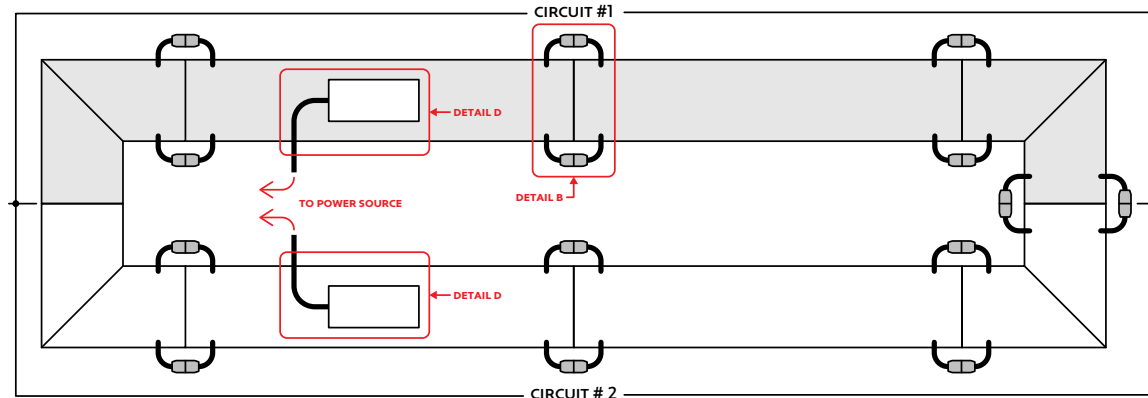 CIRCUIT #1
DETAIL D
DETAIL B
TO POWER SOURCE
DETAIL D
CIRCUIT # 2